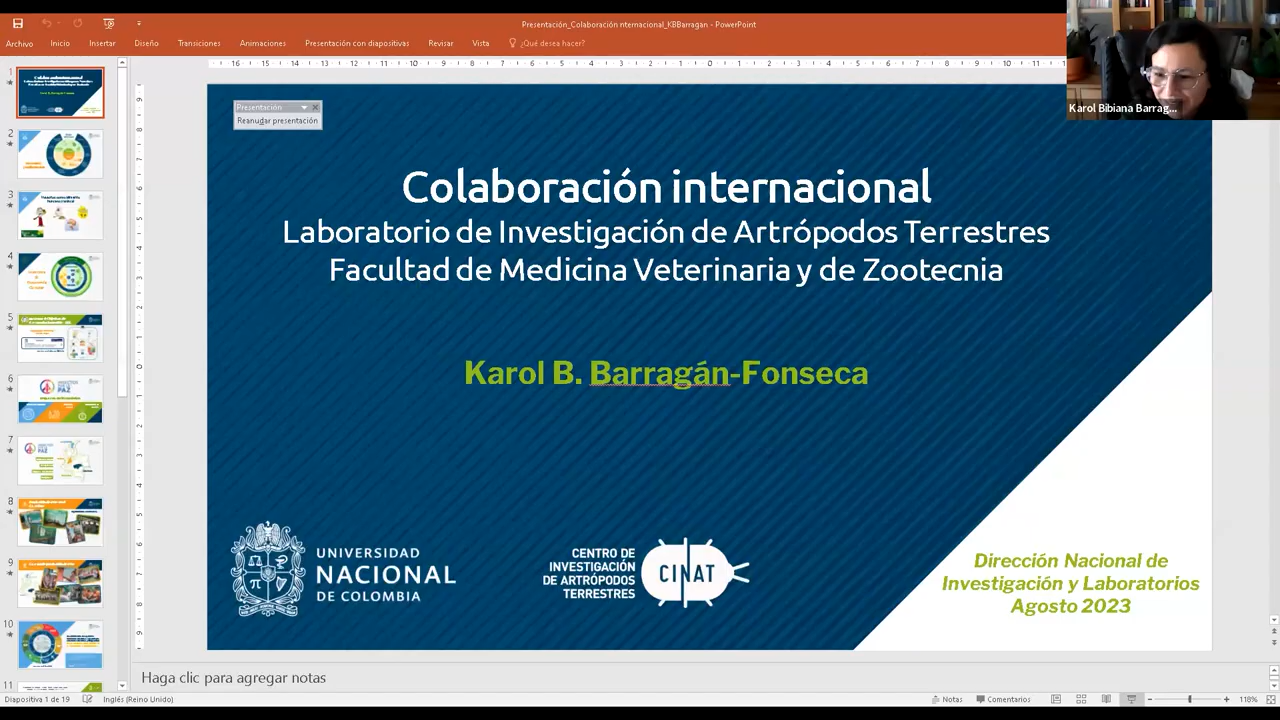 Presentación_Colaboración nternacional_KBBarragan - PowerPoint
Archivo Inicio Insertar Diseño Transiciones Animaciones Presentación con diapositivas Revisar Vista ¿Qué desea hacer?
Karol Bibiana Barrag...
Presentación
Reanudar presentación
Colaboración internacional
Laboratorio de Investigación de Artrópodos Terrestres
Facultad de Medicina Veterinaria y de Zootecnia
Karol B. Barragán-Fonseca
UNIVERSIDAD
NACIONAL
DE COLOMBIA
CENTRO DE
INVESTIGACIÓN
DE ARTRÓPODOS
TERRESTRES
CINAT
Dirección Nacional de
Investigación y Laboratorios
Agosto 2023
Haga clic para agregar notas
Diapositiva 1 de 19 Inglés (Reino Unido) Notas Comentarios 118%